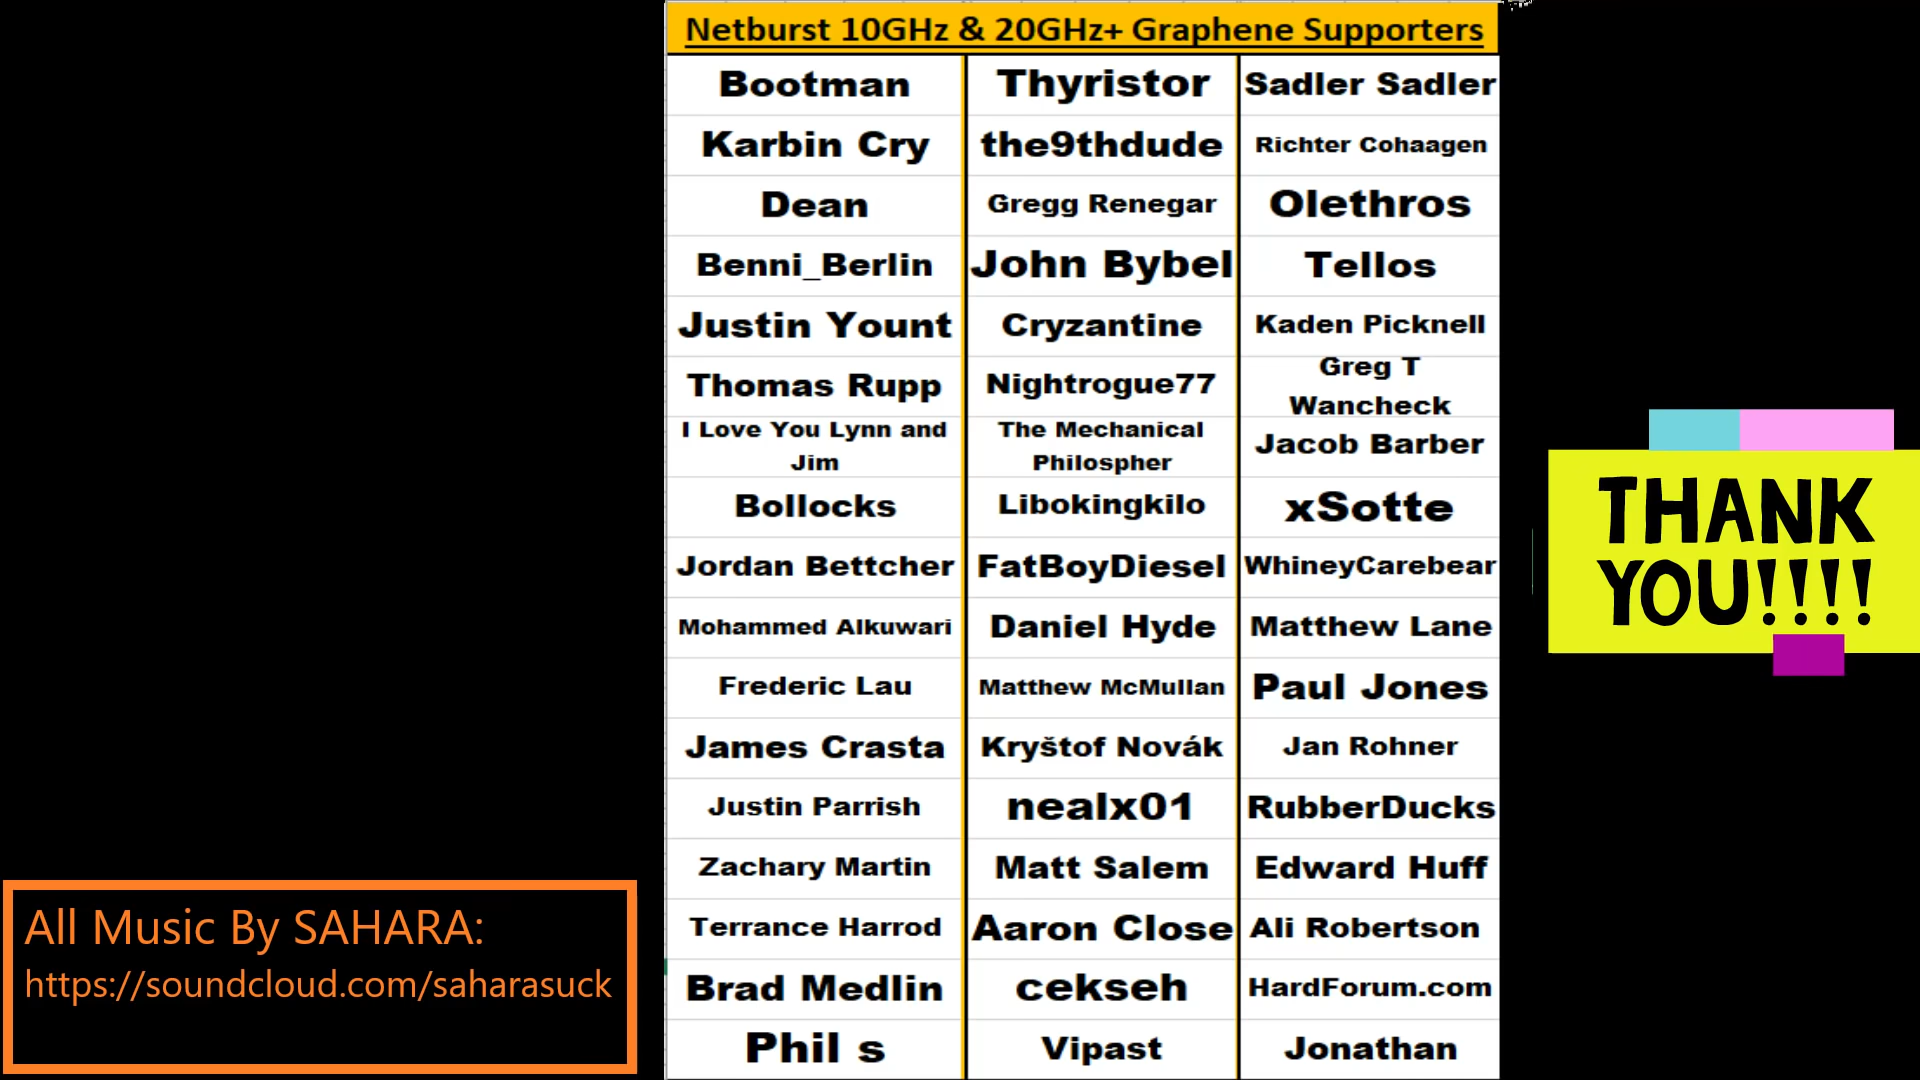 Netburst 10GHz & 20GHz+ Graphene Supporters
Bootman Thyristor Sadler Sadler
Karbin Cry the9thdude Richter Cohaagen
Dean Gregg Renegar Olethros
Benni_Berlin John Bybel Tellos
Justin Yount Cryzantine Kaden Picknell
Thomas Rupp Nightrogue77 Greg T
Wancheck
I Love You Lynn and The Mechanical Jacob Barber
Jim Philospher
Bollocks Libokingkilo xSotte
Jordan Bettcher FatBoyDiesel WhineyCarebear
Mohammed Alkuwari Daniel Hyde Matthew Lane
Frederic Lau Matthew McMullan Paul Jones
James Crasta Kryštof Novák Jan Rohner
Justin Parrish nealx01 RubberDucks
Zachary Martin Matt Salem Edward Huff
Terrance Harrod Aaron Close Ali Robertson
Brad Medlin cekseh HardForum.com
Phil s Vipast Jonathan
THANK
YOU!!!!
All Music By SAHARA:
https://soundcloud.com/saharasuck